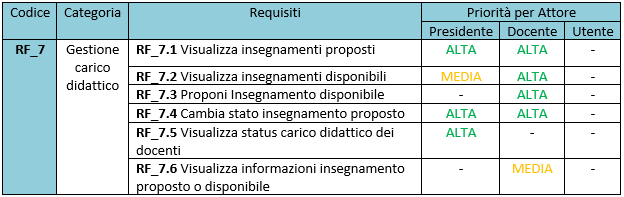 Codice Categoria Requisiti Priorità per Attore
Presidente Docente Utente
RF_7 Gestione carico didattico
RF_7.1 Visualizza insegnamenti proposti ALTA ALTA -
RF_7.2 Visualizza insegnamenti disponibili MEDIA ALTA -
RF_7.3 Proponi Insegnamento disponibile - ALTA -
RF_7.4 Cambia stato insegnamento proposto ALTA ALTA -
RF_7.5 Visualizza status carico didattico dei docenti ALTA - -
RF_7.6 Visualizza informazioni insegnamento proposto o disponibile - MEDIA -